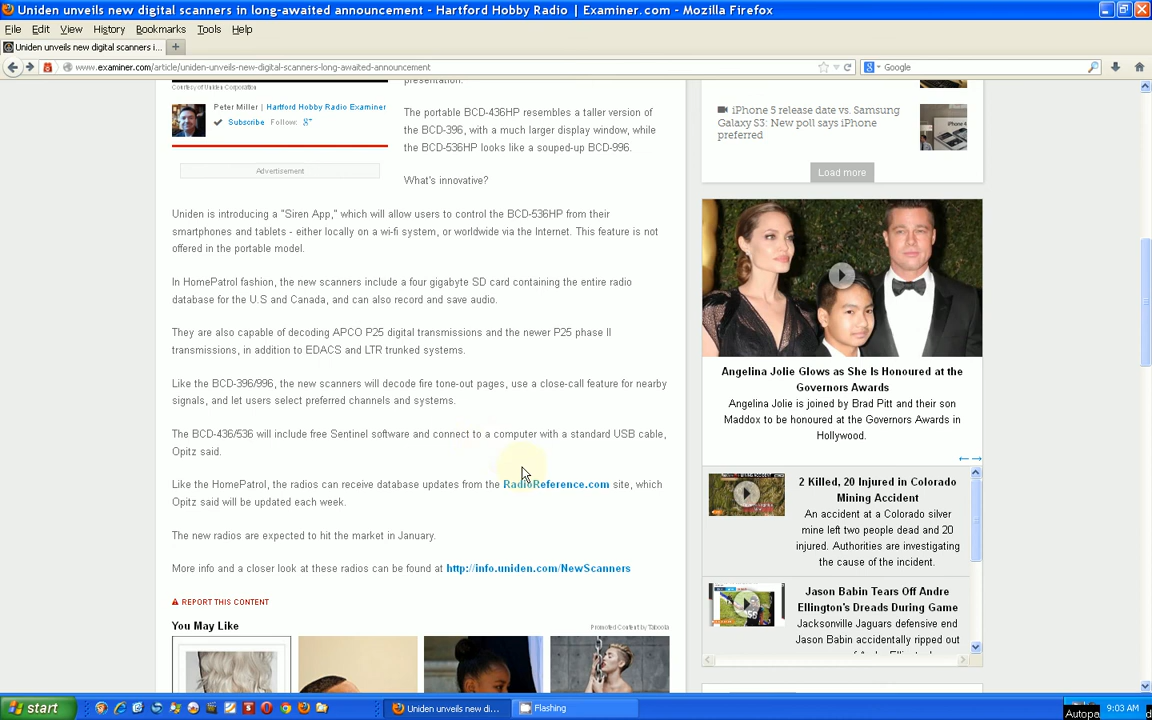 Uniden unveils new digital scanners in long-awaited announcement - Hartford Hobby Radio | Examiner.com - Mozilla Firefox
File Edit View History Bookmarks Tools Help
Uniden unveils new digital scanners i...
www.examiner.com/article/uniden-unveils-new-digital-scanners-long-awaited-announcement
Google
Courtesy of Uniden Corporation
Peter Miller | Hartford Hobby Radio Examiner
Subscribe Follow:
Advertisement
presentation.
The portable BCD-436HP resembles a taller version of
the BCD-396, with a much larger display window, while
the BCD-536HP looks like a souped-up BCD-996.
What's innovative?
Uniden is introducing a "Siren App," which will allow users to control the BCD-536HP from their
smartphones and tablets - either locally on a wi-fi system, or worldwide via the Internet. This feature is not
offered in the portable model.
In HomePatrol fashion, the new scanners include a four gigabyte SD card containing the entire radio
database for the U.S and Canada, and can also record and save audio.
They are also capable of decoding APCO P25 digital transmissions and the newer P25 phase II
transmissions, in addition to EDACS and LTR trunked systems.
Like the BCD-396/996, the new scanners will decode fire tone-out pages, use a close-call feature for nearby
signals, and let users select preferred channels and systems.
The BCD-436/536 will include free Sentinel software and connect to a computer with a standard USB cable,
Opitz said.
Like the HomePatrol, the radios can receive database updates from the RadioReference.com site, which
Opitz said will be updated each week.
The new radios are expected to hit the market in January.
More info and a closer look at these radios can be found at http://info.uniden.com/NewScanners
REPORT THIS CONTENT
You May Like
Promoted Content by Taboola
iPhone 5 release date vs. Samsung
Galaxy S3: New poll says iPhone
preferred
Load more
Angelina Jolie Glows as She Is Honoured at the
Governors Awards
Angelina Jolie is joined by Brad Pitt and their son
Maddox to be honoured at the Governors Awards in
Hollywood.
2 Killed, 20 Injured in Colorado
Mining Accident
An accident at a Colorado silver
mine left two people dead and 20
injured. Authorities are investigating
the cause of the incident.
Jason Babin Tears Off Andre
Ellington's Dreads During Game
Jacksonville Jaguars defensive end
Jason Babin accidentally ripped out
start
Uniden unveils new di...
Flashing
9:03 AM
Autopa